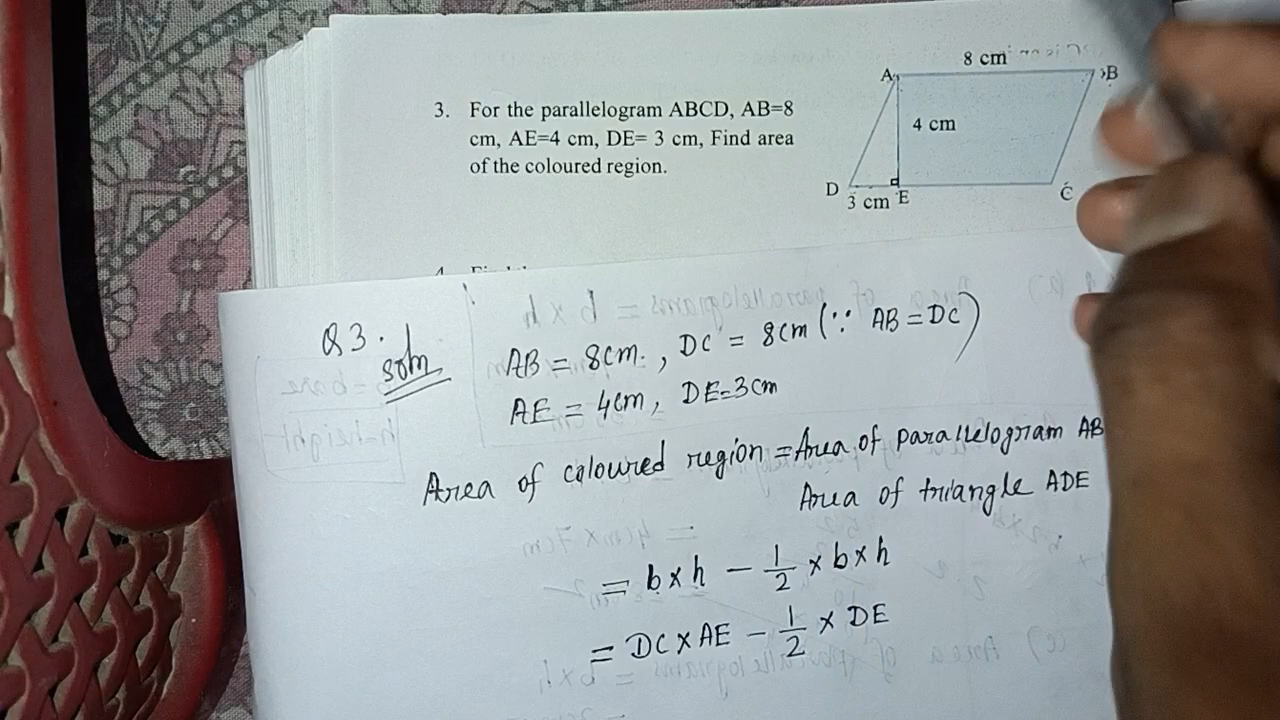 8 cm
A
B
3. For the parallelogram ABCD, AB=8
cm, AE=4 cm, DE= 3 cm, Find area
of the coloured region.
4 cm
D
3 cm E
C
Q3.
Soln
AB = 8cm., DC = 8cm (∵ AB = DC)
AE = 4cm, DE=3cm
Area of coloured region = Area of parallelogram AB
Area of triangle ADE
= b×h − 1/2 × b×h
= DC×AE − 1/2 × DE